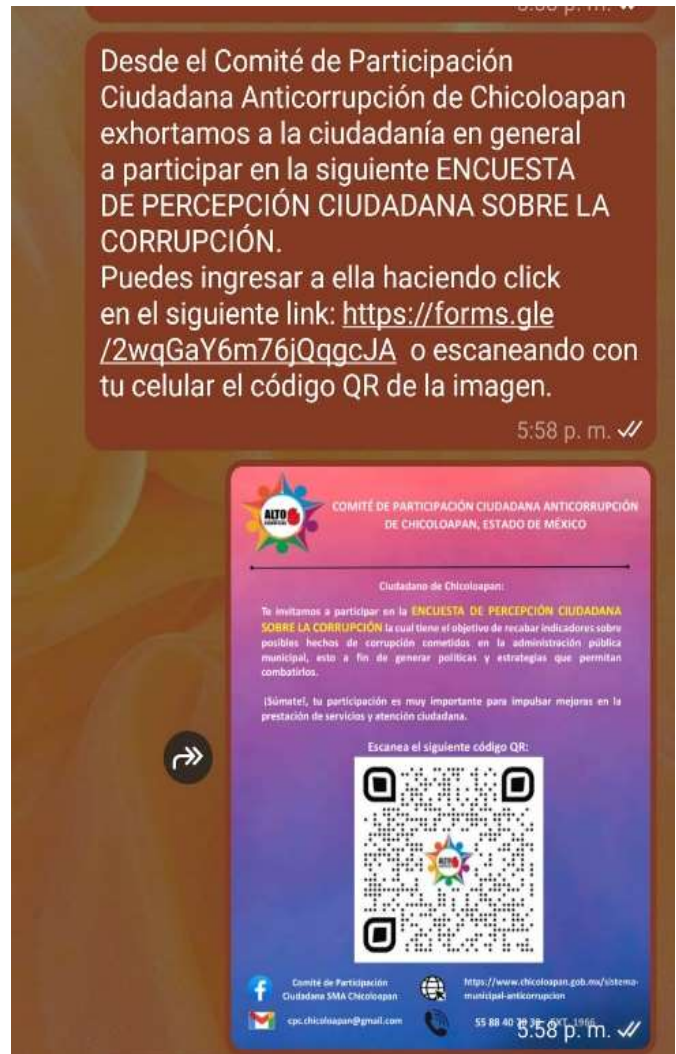 Desde el Comité de Participación
Ciudadana Anticorrupción de Chicoloapan
exhortamos a la ciudadanía en general
a participar en la siguiente ENCUESTA
DE PERCEPCIÓN CIUDADANA SOBRE LA
CORRUPCIÓN.
Puedes ingresar a ella haciendo click
en el siguiente link: https://forms.gle
/2wqGaY6m76jQqgcJA o escaneando con
tu celular el código QR de la imagen.
5:58 p. m.
ALTO
COMITÉ DE PARTICIPACIÓN CIUDADANA ANTICORRUPCIÓN
DE CHICOLOAPAN, ESTADO DE MÉXICO
Ciudadano de Chicoloapan:
Te invitamos a participar en la ENCUESTA DE PERCEPCIÓN CIUDADANA
SOBRE LA CORRUPCIÓN la cual tiene el objetivo de recabar indicadores sobre
posibles hechos de corrupción cometidos en la administración pública
municipal, esto a fin de generar políticas y estrategias que permitan
combatirlos.
¡Súmate!, tu participación es muy importante para impulsar mejoras en la
prestación de servicios y atención ciudadana.
Escanea el siguiente código QR:
ALTO
Comité de Participación
Ciudadana SMA Chicoloapan
https://www.chicoloapan.gob.mx/sistema-
municipal-anticorrupcion
cpc.chicoloapan@gmail.com
55 88 40
EXT. 1966
5:58 p. m.